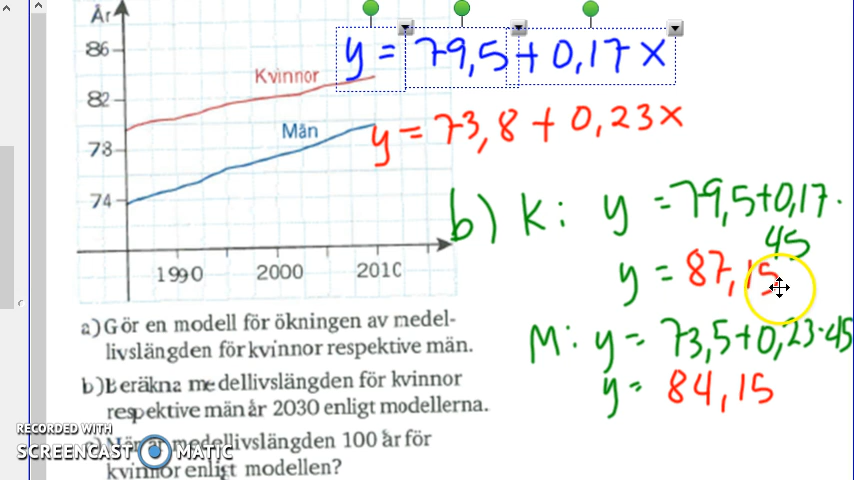 År
86
y = 79,5 + 0,17 x
Kvinnor
82
y = 73,8 + 0,23x
Män
78
74
b) K: y = 79,5+0,17·
45
1990 2000 2010
y = 87,15
a) Gör en modell för ökningen av medel-
livslängden för kvinnor respektive män.
M: y = 73,5+0,23·45
b) Beräkna medellivslängden för kvinnor
respektive män år 2030 enligt modellerna.
y = 84,15
RECORDED WITH
SCREENCAST MATIC
c) När är medellivslängden 100 år för
kvinnor enligt modellen?